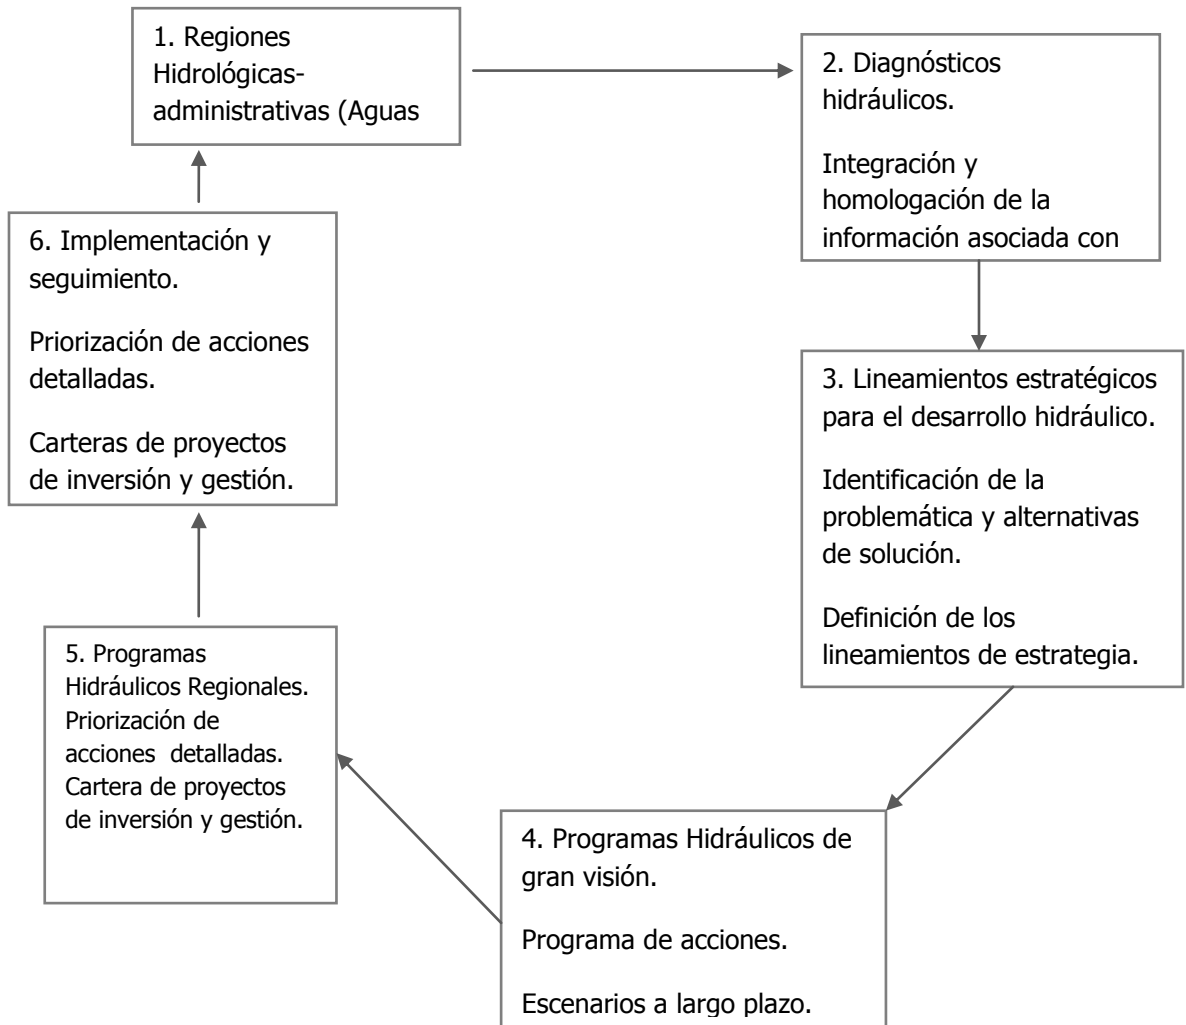 1. Regiones
Hidrológicas-
administrativas (Aguas
2. Diagnósticos
hidráulicos.
Integración y
homologación de la
información asociada con
3. Lineamientos estratégicos
para el desarrollo hidráulico.
Identificación de la
problemática y alternativas
de solución.
Definición de los
lineamientos de estrategia.
4. Programas Hidráulicos de
gran visión.
Programa de acciones.
Escenarios a largo plazo.
5. Programas
Hidráulicos Regionales.
Priorización de
acciones detalladas.
Cartera de proyectos
de inversión y gestión.
6. Implementación y
seguimiento.
Priorización de acciones
detalladas.
Carteras de proyectos
de inversión y gestión.